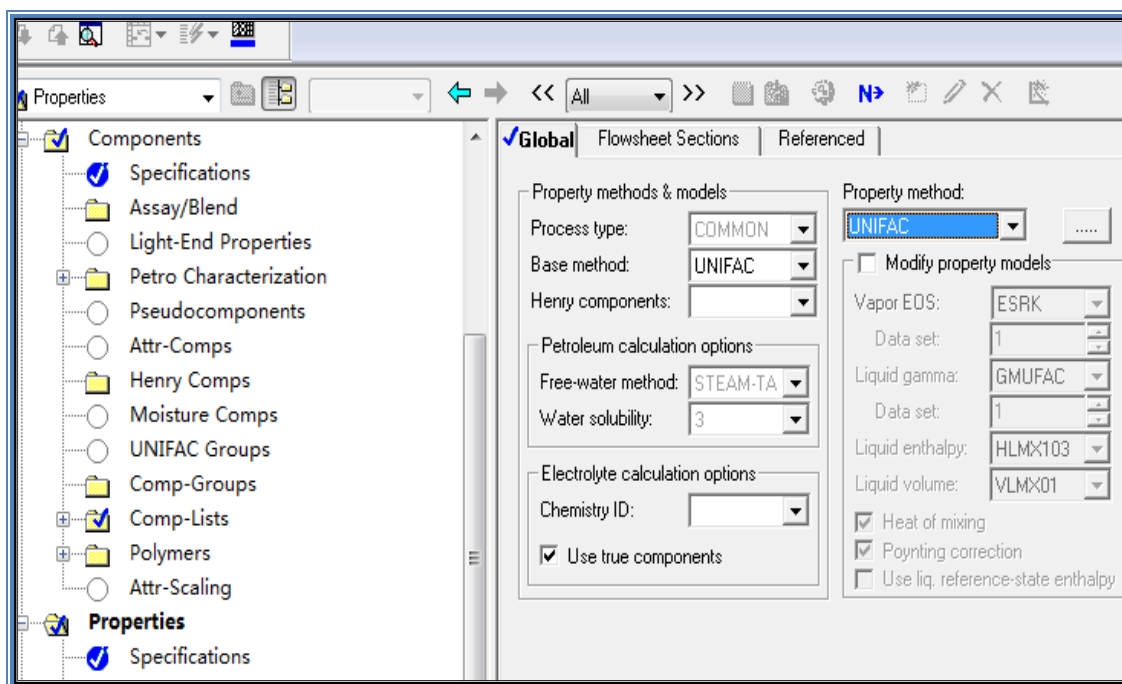 Properties
<< All >>
N>
Components
Specifications
Assay/Blend
Light-End Properties
Petro Characterization
Pseudocomponents
Attr-Comps
Henry Comps
Moisture Comps
UNIFAC Groups
Comp-Groups
Comp-Lists
Polymers
Attr-Scaling
Properties
Specifications
Global Flowsheet Sections Referenced
Property methods & models
Process type: COMMON
Base method: UNIFAC
Henry components:
Petroleum calculation options
Free-water method: STEAM-TA
Water solubility: 3
Electrolyte calculation options
Chemistry ID:
Use true components
Property method:
UNIFAC .....
Modify property models
Vapor EOS: ESRK
Data set: 1
Liquid gamma: GMUFAC
Data set: 1
Liquid enthalpy: HLMX103
Liquid volume: VLMX01
Heat of mixing
Poynting correction
Use liq. reference-state enthalpy